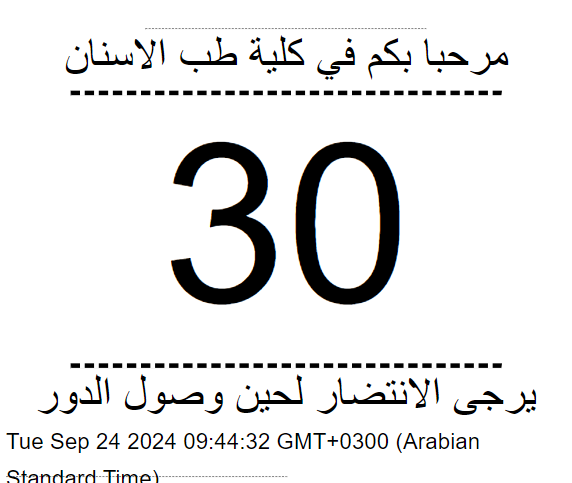 مرحبا بكم في كلية طب الاسنان
30
يرجى الانتضار لحين وصول الدور
Tue Sep 24 2024 09:44:32 GMT+0300 (Arabian
Standard Time)